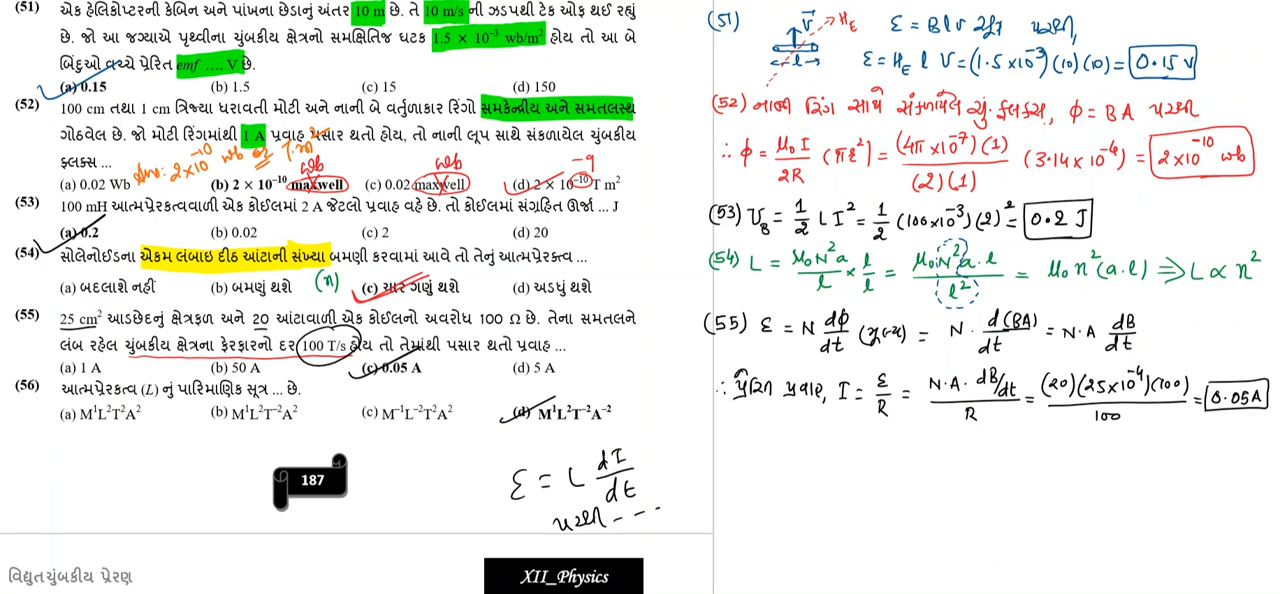 (51) એક હેલિકોપ્ટરની કેબિન અને પાંખના છેડાનું અંતર 10 m છે. તે 10 m/s ની ઝડપથી ટેક ઓફ થઈ રહ્યું
છે. જો આ જગ્યાએ પૃથ્વીના ચુંબકીય ક્ષેત્રનો સમક્ષિતિજ ઘટક 1.5 × 10⁻³ wb/m² હોય તો આ બે
બિંદુઓ વચ્ચે પ્રેરિત emf .... V છે.
(a) 0.15 (b) 1.5 (c) 15 (d) 150
(52) 100 cm તથા 1 cm ત્રિજ્યા ધરાવતી મોટી અને નાની બે વર્તુળાકાર રિંગો સમકેન્દ્રીય અને સમતલસ્થ
ગોઠવેલ છે. જો મોટી રિંગમાંથી 1 A પ્રવાહ પસાર થતો હોય, તો નાની લૂપ સાથે સંકળાયેલ ચુંબકીય
ફ્લક્સ ...
Ans: 2×10⁻¹⁰ wb or T.m²
wb wb -9
(a) 0.02 Wb (b) 2 × 10⁻¹⁰ maxwell (c) 0.02 maxwell (d) 2 × 10⁻¹⁰ T m²
(53) 100 mH આત્મપ્રેરકત્વવાળી એક કોઈલમાં 2 A જેટલો પ્રવાહ વહે છે. તો કોઈલમાં સંગ્રહિત ઊર્જા ... J
(a) 0.2 (b) 0.02 (c) 2 (d) 20
(54) સોલેનોઈડના એકમ લંબાઇ દીઠ આંટાની સંખ્યા બમણી કરવામાં આવે તો તેનું આત્મપ્રેરકત્વ ...
(n)
(a) બદલાશે નહીં (b) બમણું થશે (c) ચાર ગણું થશે (d) અડધું થશે
(55) 25 cm² આડછેદનું ક્ષેત્રફળ અને 20 આંટાવાળી એક કોઈલનો અવરોધ 100 Ω છે. તેના સમતલને
લંબ રહેલ ચુંબકીય ક્ષેત્રના ફેરફારનો દર 100 T/s હોય તો તેમાંથી પસાર થતો પ્રવાહ ...
(a) 1 A (b) 50 A (c) 0.05 A (d) 5 A
(56) આત્મપ્રેરકત્વ (L) નું પારિમાણિક સૂત્ર ... છે.
(a) M¹L²T²A² (b) M¹L²T⁻²A² (c) M⁻¹L⁻²T²A² (d) M¹L²T⁻²A⁻²
ε = L dI/dt
પરથી - - -
187
વિદ્યુતચુંબકીય પ્રેરણ
XII_Physics
(51) V H_E l ε = Blv સૂત્ર પરથી,
ε = H_E l V = (1.5×10⁻³)(10)(10) = 0.15 V
(52) નાની રિંગ સાથે સંકળાયેલ ચું. ફ્લક્સ, ϕ = BA પરથી
∴ ϕ = μ₀I/2R (πr²) = (4π×10⁻⁷)(1)/(2)(1) (3.14×10⁻⁴) = 2×10⁻¹⁰ wb
(53) U_B = 1/2 LI² = 1/2 (100×10⁻³)(2)² = 0.2 J
(54) L = μ₀N²a/l × l/l = μ₀N²a·l/l² = μ₀n²(a·l) ⇒ L ∝ n²
(55) ε = N dϕ/dt (મૂલ્ય) = N· d(BA)/dt = N·A dB/dt
∴ પ્રેરિત પ્રવાહ, I = ε/R = N·A·dB/dt/R = (20)(25×10⁻⁴)(100)/100 = 0.05A